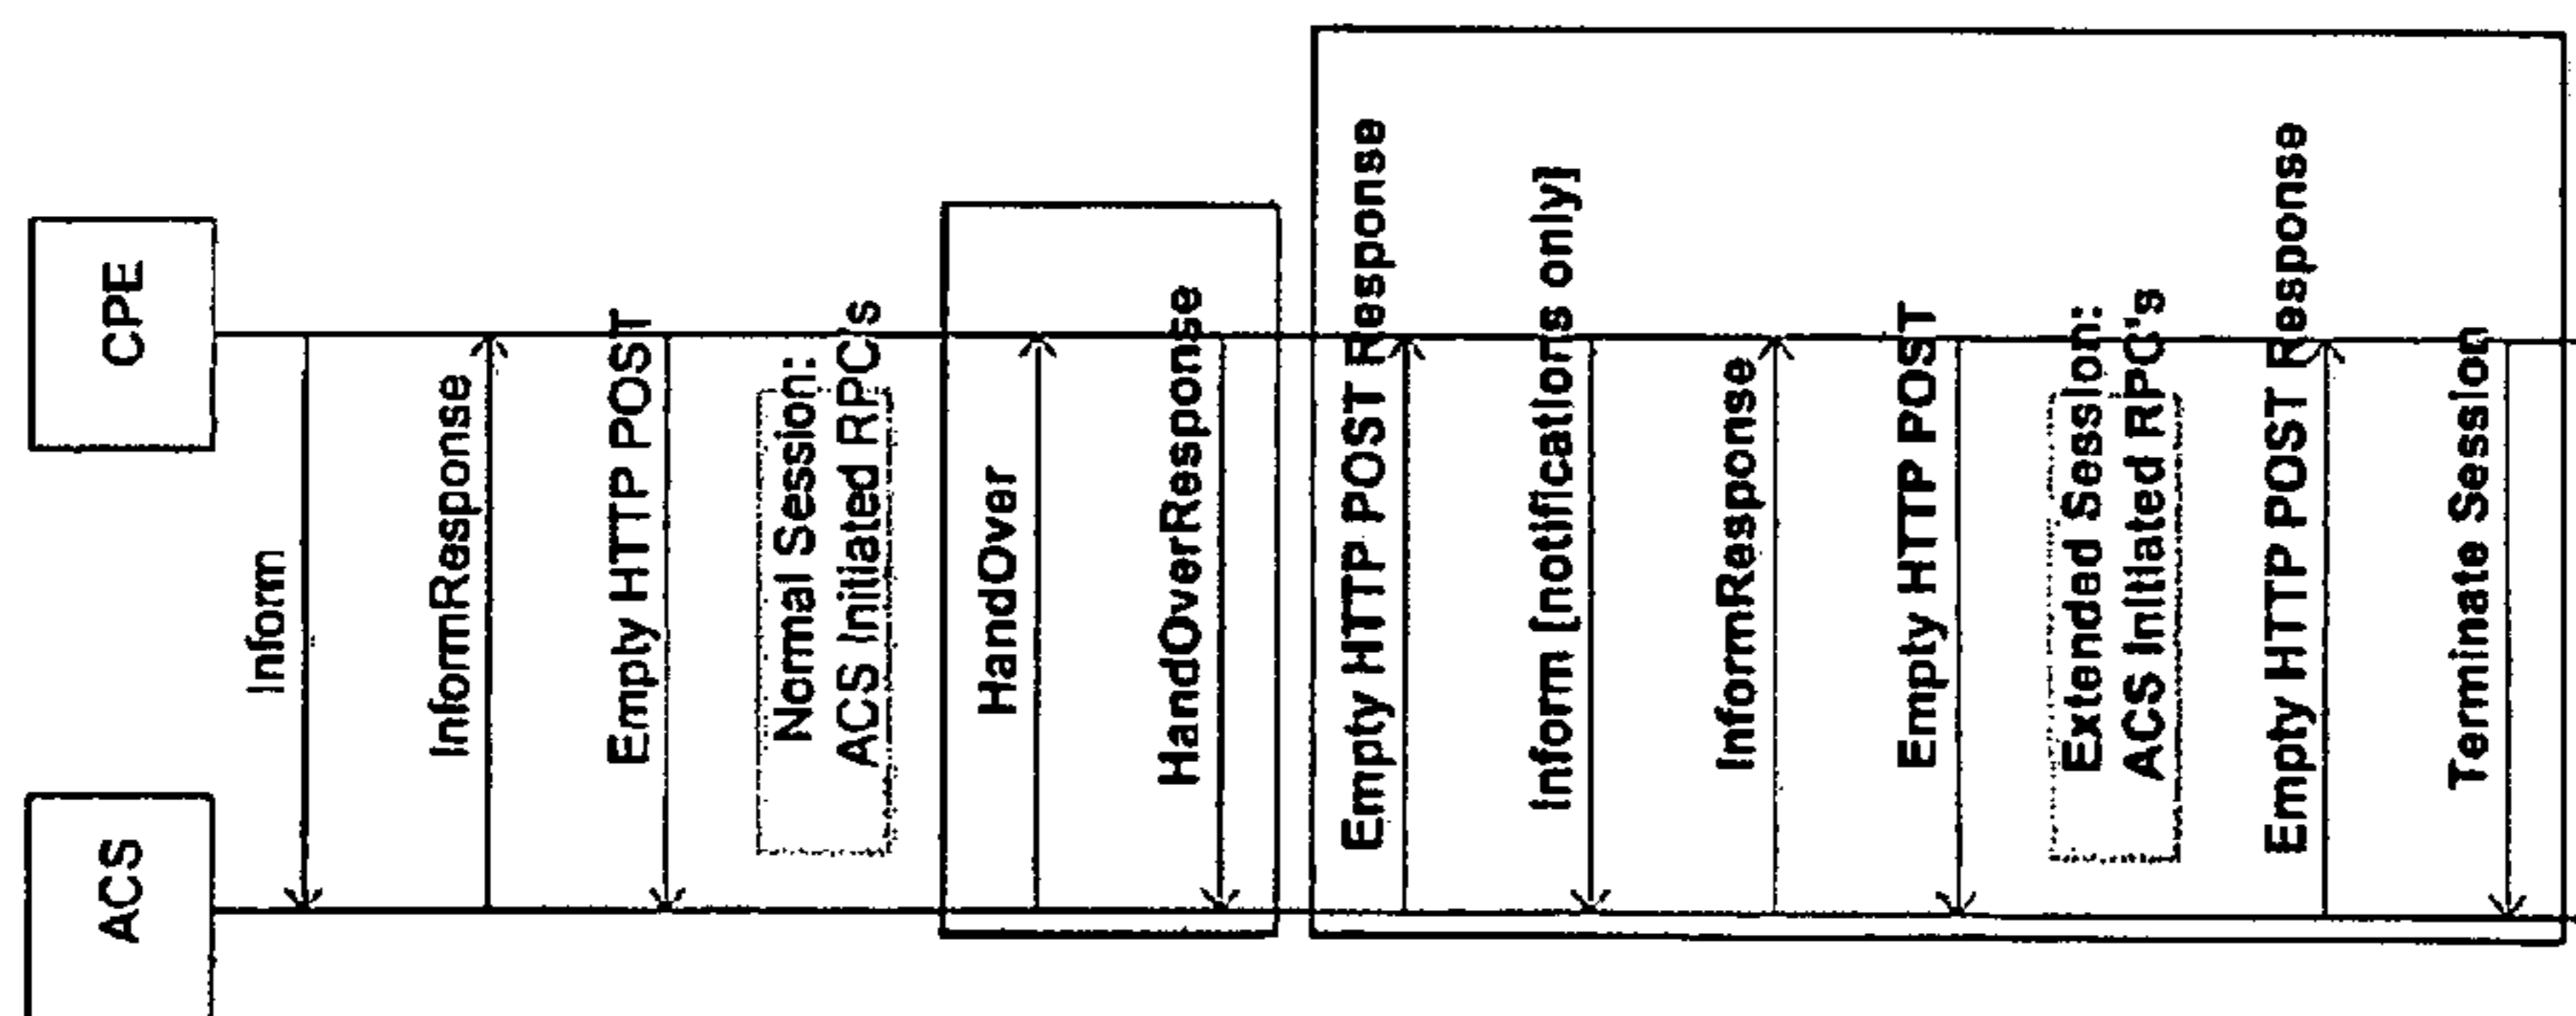 ACS
CPE
Inform
InformResponse
Empty HTTP POST
Normal Session:
ACS Initiated RPC's
HandOver
HandOverResponse
Empty HTTP POST Response
Inform [notifications only]
InformResponse
Empty HTTP POST
Extended Session:
ACS Initiated RPC's
Empty HTTP POST Response
Terminate Session